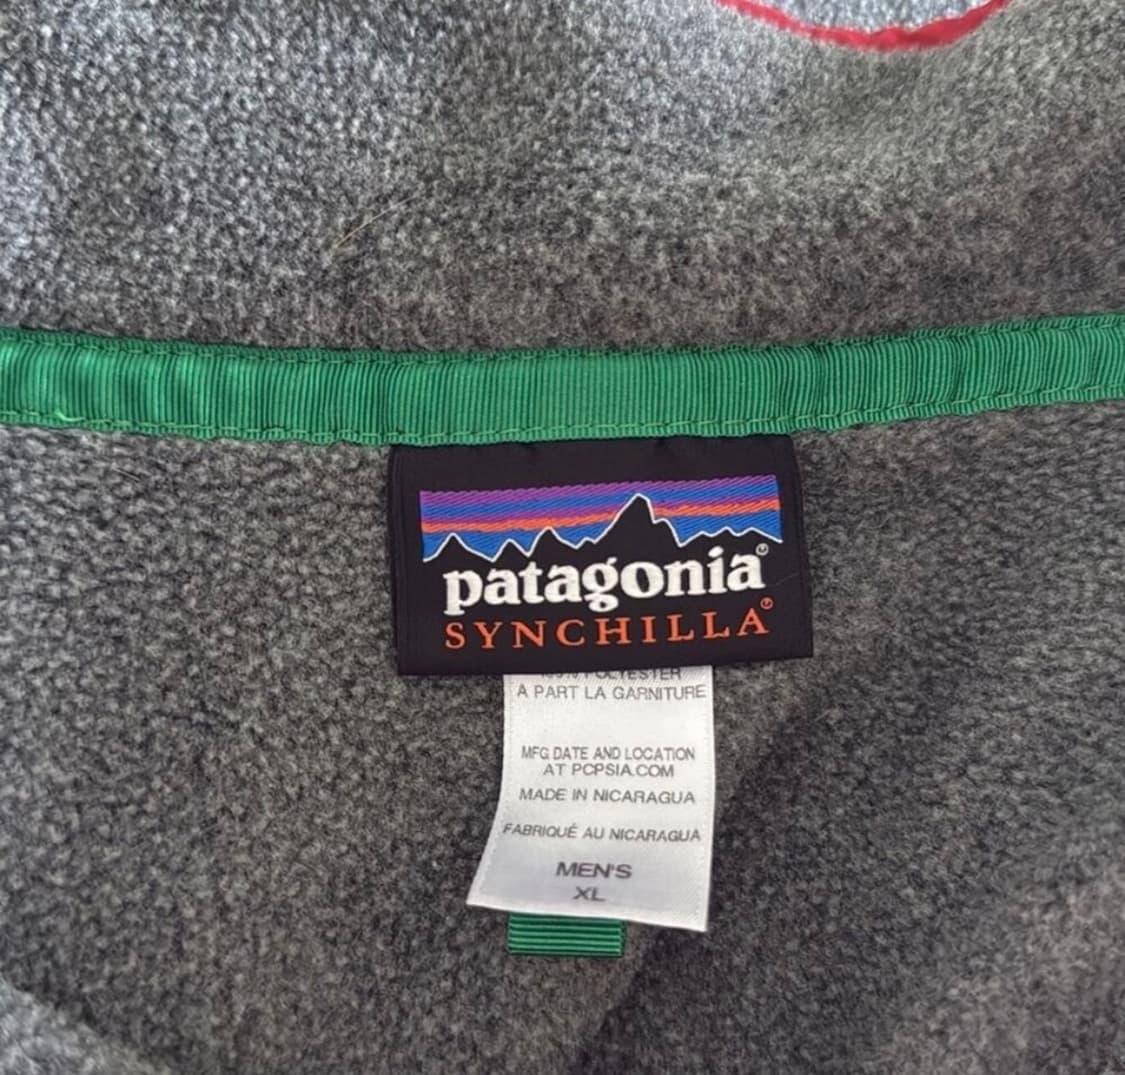 patagonia®
SYNCHILLA®
POLYESTER
A PART LA GARNITURE
MFG DATE AND LOCATION
AT PCPSIA.COM
MADE IN NICARAGUA
FABRIQUÉ AU NICARAGUA
MEN'S
XL